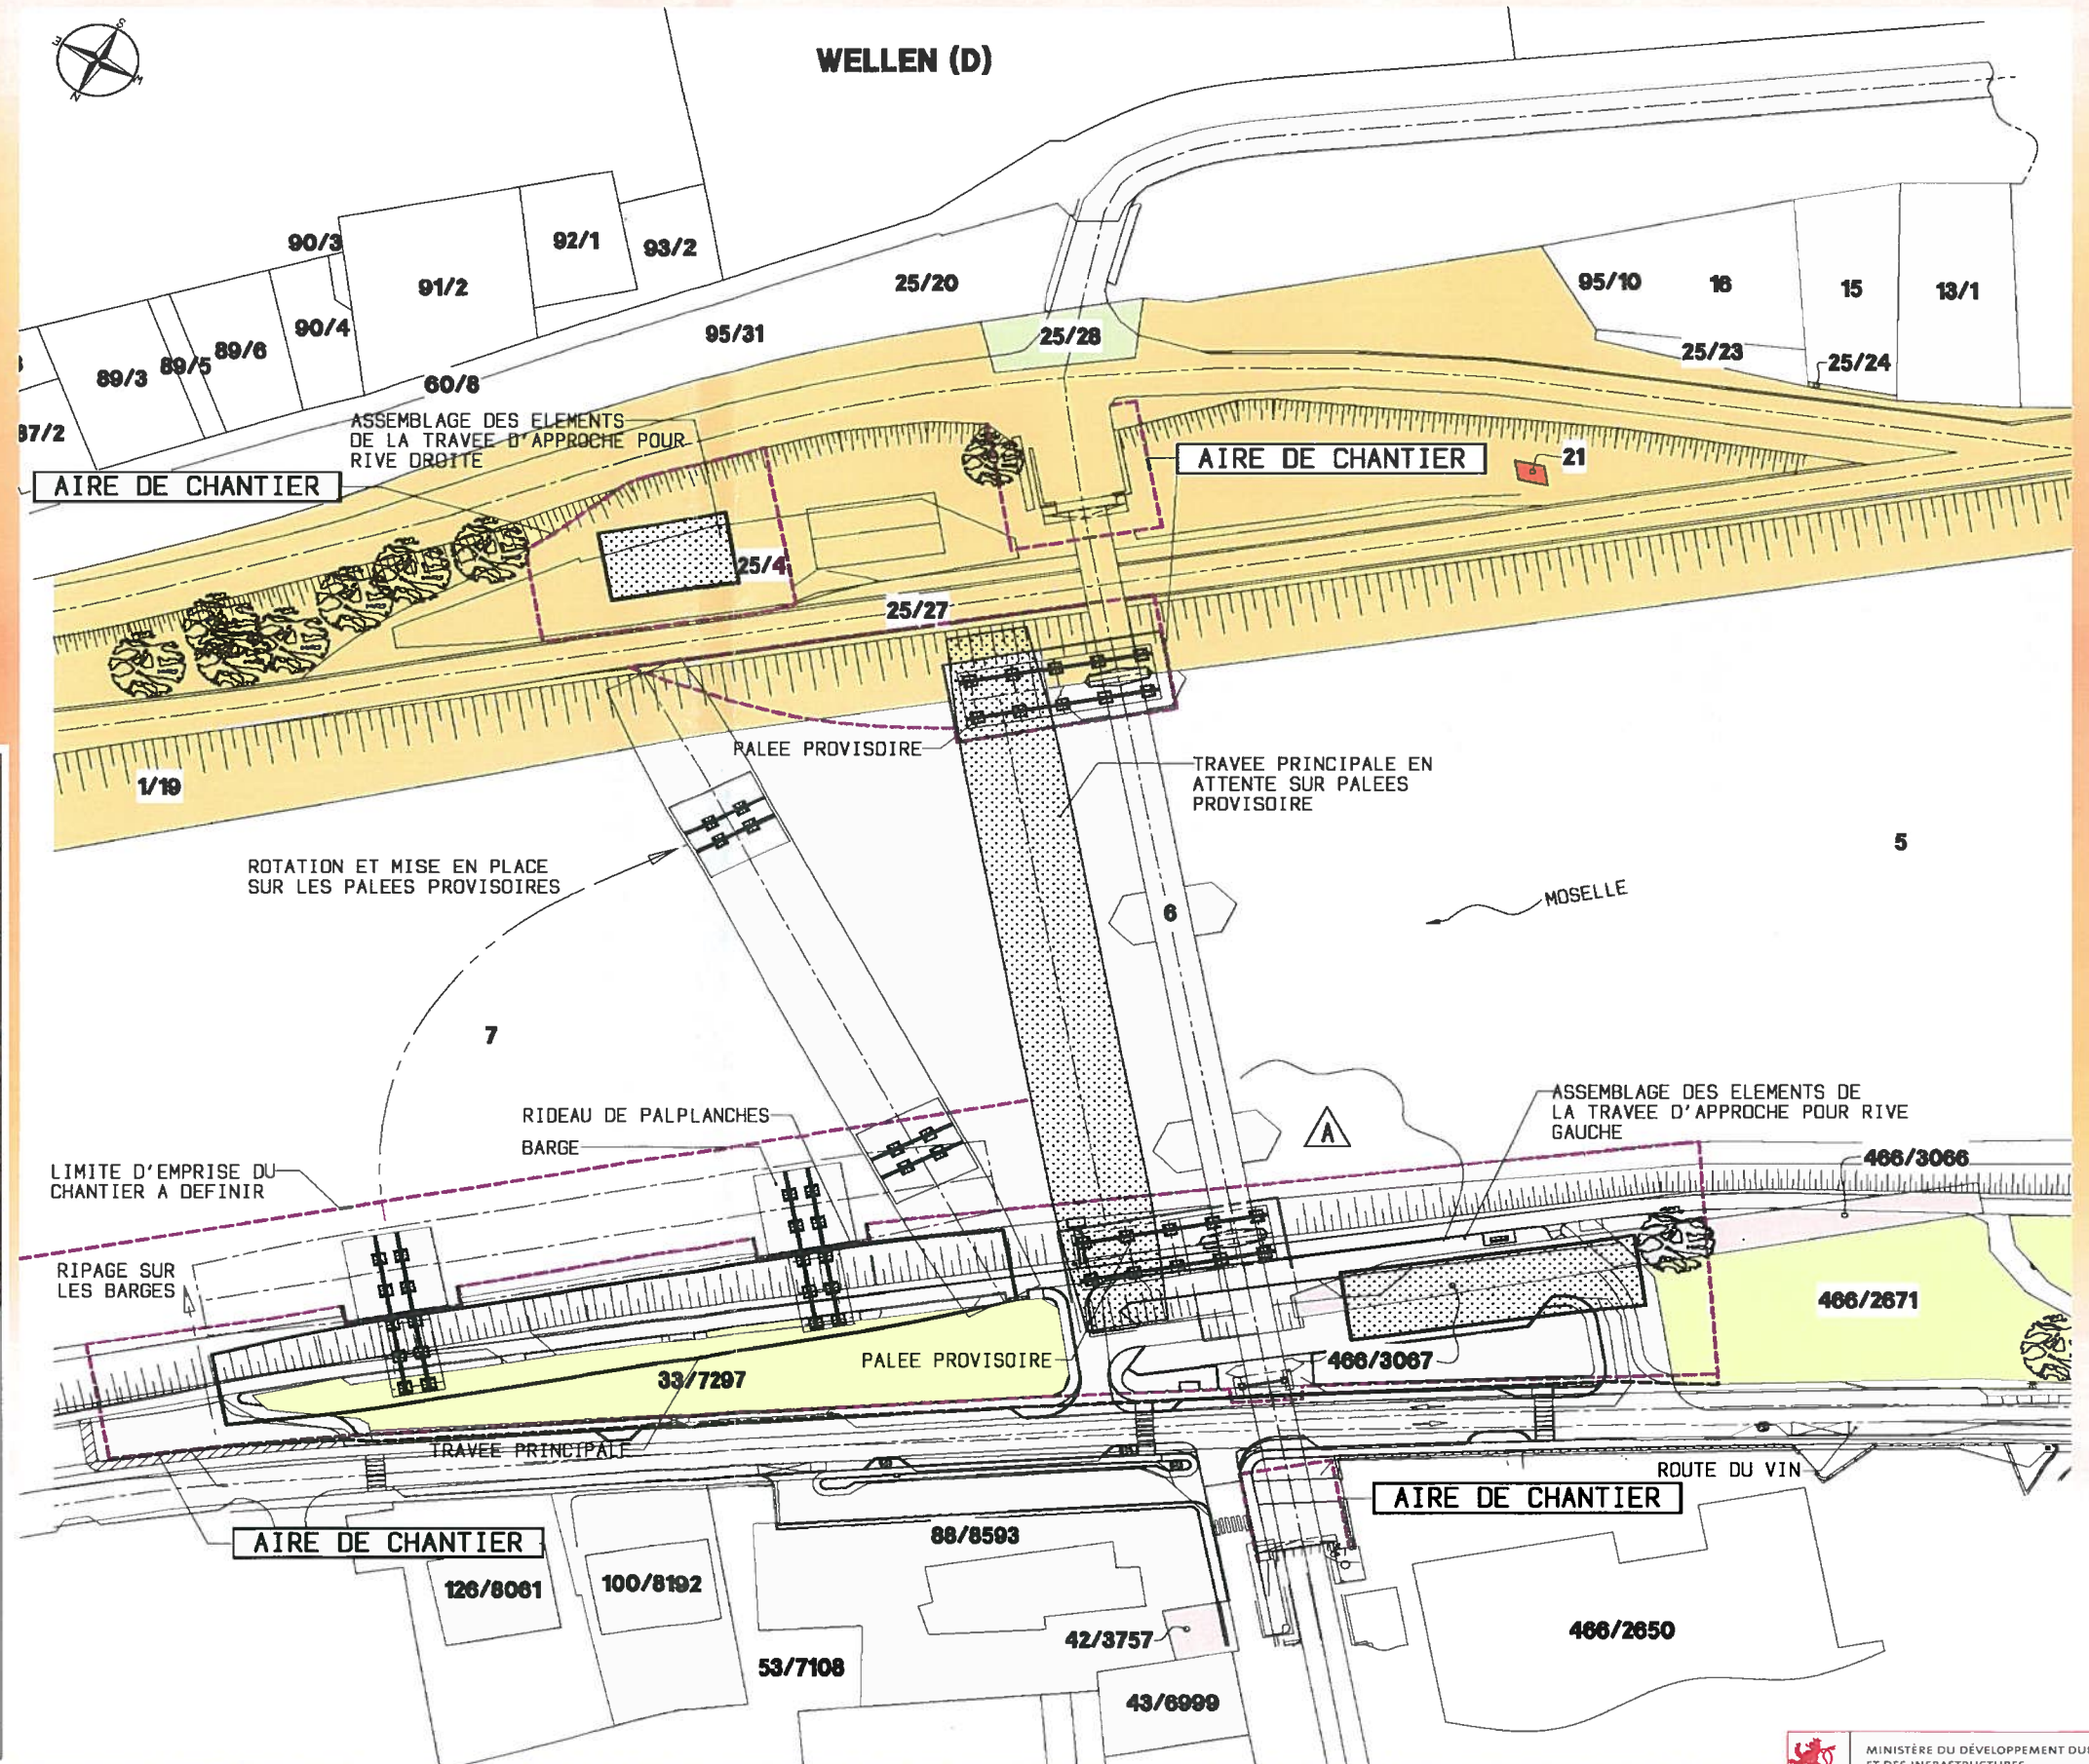 S
E
W
N
WELLEN (D)
90/3
92/1
93/2
91/2
25/20
95/10
16
15
13/1
90/4
95/31
25/28
89/6
89/5
89/3
25/23
25/24
60/8
87/2
ASSEMBLAGE DES ELEMENTS
DE LA TRAVEE D'APPROCHE POUR
RIVE DROITE
AIRE DE CHANTIER
AIRE DE CHANTIER
21
25/4
25/27
PALEE PROVISOIRE
1/19
TRAVEE PRINCIPALE EN
ATTENTE SUR PALEES
PROVISOIRE
5
ROTATION ET MISE EN PLACE
SUR LES PALEES PROVISOIRES
MOSELLE
6
7
RIDEAU DE PALPLANCHES
BARGE
ASSEMBLAGE DES ELEMENTS DE
LA TRAVEE D'APPROCHE POUR RIVE
GAUCHE
A
466/3066
LIMITE D'EMPRISE DU
CHANTIER A DEFINIR
RIPAGE SUR
LES BARGES
466/2671
PALEE PROVISOIRE
466/3067
33/7297
TRAVEE PRINCIPALE
ROUTE DU VIN
AIRE DE CHANTIER
AIRE DE CHANTIER
88/8593
126/8061
100/8192
42/3757
466/2650
53/7108
43/6999
MINISTÈRE DU DÉVELOPPEMENT DUR